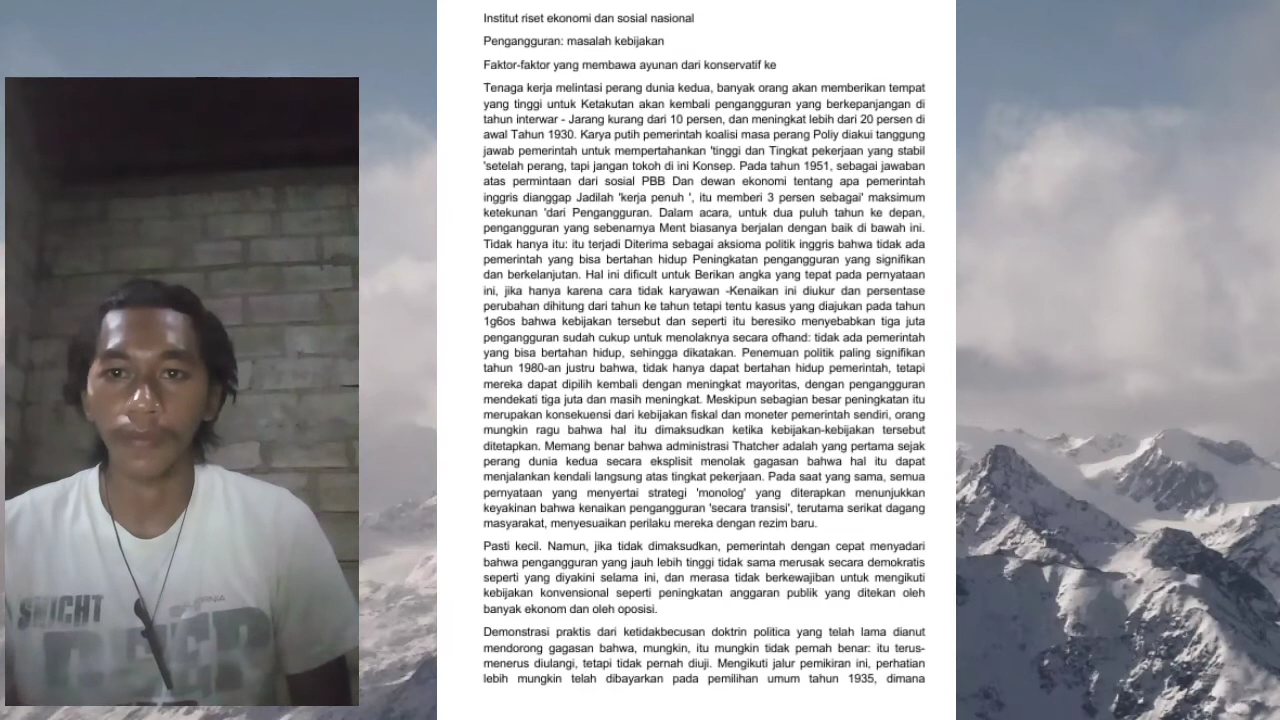 Institut riset ekonomi dan sosial nasional
Pengangguran: masalah kebijakan
Faktor-faktor yang membawa ayunan dari konservatif ke
Tenaga kerja melintasi perang dunia kedua, banyak orang akan memberikan tempat
yang tinggi untuk Ketakutan akan kembali pengangguran yang berkepanjangan di
tahun interwar - Jarang kurang dari 10 persen, dan meningkat lebih dari 20 persen di
awal Tahun 1930. Karya putih pemerintah koalisi masa perang Poliy diakui tanggung
jawab pemerintah untuk mempertahankan 'tinggi dan Tingkat pekerjaan yang stabil
'setelah perang, tapi jangan tokoh di ini Konsep. Pada tahun 1951, sebagai jawaban
atas permintaan dari sosial PBB Dan dewan ekonomi tentang apa pemerintah
inggris dianggap Jadilah 'kerja penuh ', itu memberi 3 persen sebagai' maksimum
ketekunan 'dari Pengangguran. Dalam acara, untuk dua puluh tahun ke depan,
pengangguran yang sebenarnya Ment biasanya berjalan dengan baik di bawah ini.
Tidak hanya itu: itu terjadi Diterima sebagai aksioma politik inggris bahwa tidak ada
pemerintah yang bisa bertahan hidup Peningkatan pengangguran yang signifikan
dan berkelanjutan. Hal ini dificult untuk Berikan angka yang tepat pada pernyataan
ini, jika hanya karena cara tidak karyawan -Kenaikan ini diukur dan persentase
perubahan dihitung dari tahun ke tahun tetapi tentu kasus yang diajukan pada tahun
1g6os bahwa kebijakan tersebut dan seperti itu beresiko menyebabkan tiga juta
pengangguran sudah cukup untuk menolaknya secara ofhand: tidak ada pemerintah
yang bisa bertahan hidup, sehingga dikatakan. Penemuan politik paling signifikan
tahun 1980-an justru bahwa, tidak hanya dapat bertahan hidup pemerintah, tetapi
mereka dapat dipilih kembali dengan meningkat mayoritas, dengan pengangguran
mendekati tiga juta dan masih meningkat. Meskipun sebagian besar peningkatan itu
merupakan konsekuensi dari kebijakan fiskal dan moneter pemerintah sendiri, orang
mungkin ragu bahwa hal itu dimaksudkan ketika kebijakan-kebijakan tersebut
ditetapkan. Memang benar bahwa administrasi Thatcher adalah yang pertama sejak
perang dunia kedua secara eksplisit menolak gagasan bahwa hal itu dapat
menjalankan kendali langsung atas tingkat pekerjaan. Pada saat yang sama, semua
pernyataan yang menyertai strategi 'monolog' yang diterapkan menunjukkan
keyakinan bahwa kenaikan pengangguran 'secara transisi', terutama serikat dagang
masyarakat, menyesuaikan perilaku mereka dengan rezim baru.
Pasti kecil. Namun, jika tidak dimaksudkan, pemerintah dengan cepat menyadari
bahwa pengangguran yang jauh lebih tinggi tidak sama merusak secara demokratis
seperti yang diyakini selama ini, dan merasa tidak berkewajiban untuk mengikuti
kebijakan konvensional seperti peningkatan anggaran publik yang ditekan oleh
banyak ekonom dan oleh oposisi.
Demonstrasi praktis dari ketidakbecusan doktrin politica yang telah lama dianut
mendorong gagasan bahwa, mungkin, itu mungkin tidak pernah benar: itu terus-
menerus diulangi, tetapi tidak pernah diuji. Mengikuti jalur pemikiran ini, perhatian
lebih mungkin telah dibayarkan pada pemilihan umum tahun 1935, dimana